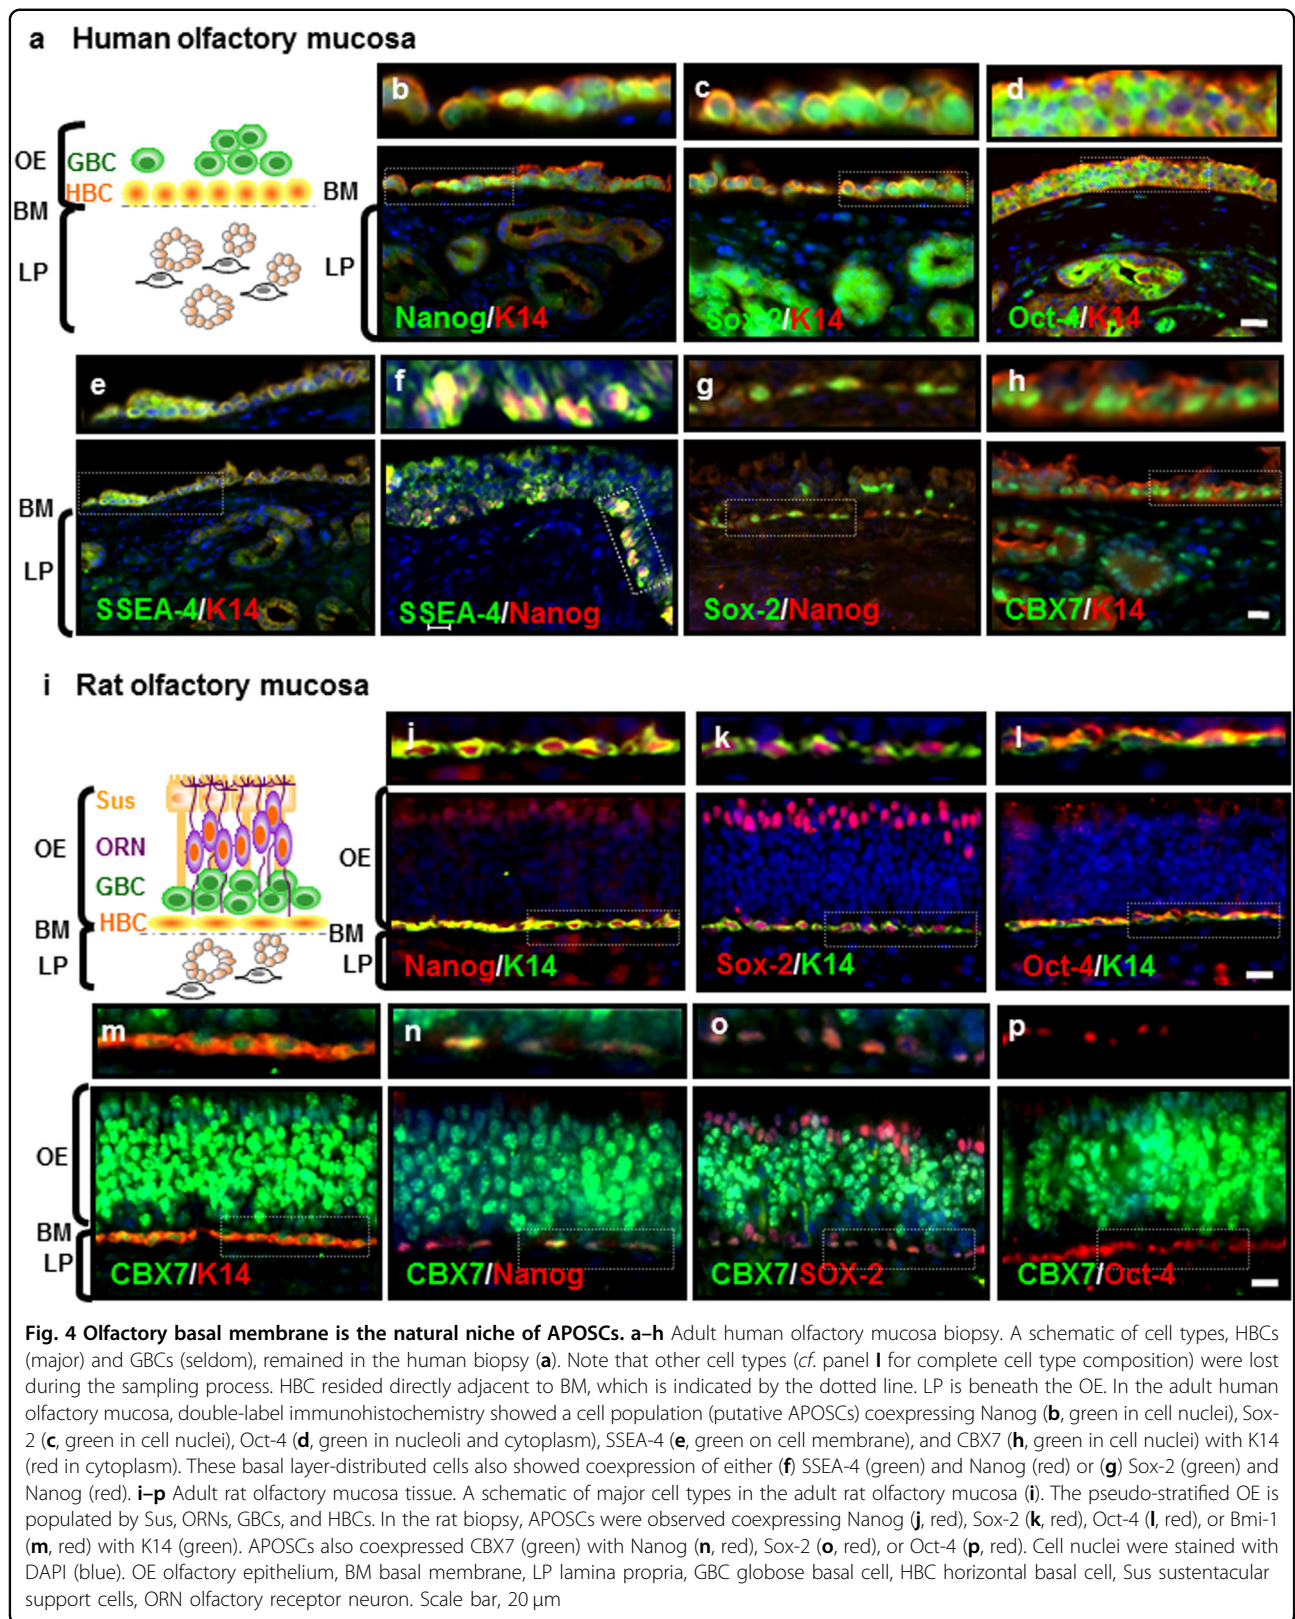 a Human olfactory mucosa
b
c
d
OE
GBC
HBC
BM
LP
BM
LP
Nanog/K14
Sox-2/K14
Oct-4/K14
e
f
g
h
BM
LP
SSEA-4/K14
SSEA-4/Nanog
Sox-2/Nanog
CBX7/K14
i Rat olfactory mucosa
j
k
l
OE
Sus
ORN
GBC
HBC
BM
LP
OE
BM
LP
Nanog/K14
Sox-2/K14
Oct-4/K14
m
n
o
p
OE
BM
LP
CBX7/K14
CBX7/Nanog
CBX7/SOX-2
CBX7/Oct-4
Fig. 4 Olfactory basal membrane is the natural niche of APOSCs. a–h Adult human olfactory mucosa biopsy. A schematic of cell types, HBCs
(major) and GBCs (seldom), remained in the human biopsy (a). Note that other cell types (cf. panel I for complete cell type composition) were lost
during the sampling process. HBC resided directly adjacent to BM, which is indicated by the dotted line. LP is beneath the OE. In the adult human
olfactory mucosa, double-label immunohistochemistry showed a cell population (putative APOSCs) coexpressing Nanog (b, green in cell nuclei), Sox-
2 (c, green in cell nuclei), Oct-4 (d, green in nucleoli and cytoplasm), SSEA-4 (e, green on cell membrane), and CBX7 (h, green in cell nuclei) with K14
(red in cytoplasm). These basal layer-distributed cells also showed coexpression of either (f) SSEA-4 (green) and Nanog (red) or (g) Sox-2 (green) and
Nanog (red). i–p Adult rat olfactory mucosa tissue. A schematic of major cell types in the adult rat olfactory mucosa (i). The pseudo-stratified OE is
populated by Sus, ORNs, GBCs, and HBCs. In the rat biopsy, APOSCs were observed coexpressing Nanog (j, red), Sox-2 (k, red), Oct-4 (l, red), or Bmi-1
(m, red) with K14 (green). APOSCs also coexpressed CBX7 (green) with Nanog (n, red), Sox-2 (o, red), or Oct-4 (p, red). Cell nuclei were stained with
DAPI (blue). OE olfactory epithelium, BM basal membrane, LP lamina propria, GBC globose basal cell, HBC horizontal basal cell, Sus sustentacular
support cells, ORN olfactory receptor neuron. Scale bar, 20 μm